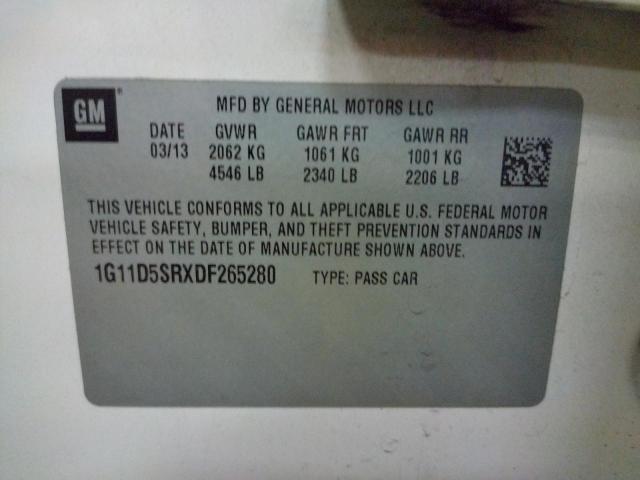 GM
MFD BY GENERAL MOTORS LLC
DATE GVWR GAWR FRT GAWR RR
03/13 2062 KG 1061 KG 1001 KG
4546 LB 2340 LB 2206 LB
THIS VEHICLE CONFORMS TO ALL APPLICABLE U.S. FEDERAL MOTOR
VEHICLE SAFETY, BUMPER, AND THEFT PREVENTION STANDARDS IN
EFFECT ON THE DATE OF MANUFACTURE SHOWN ABOVE.
1G11D5SRXDF265280 TYPE: PASS CAR